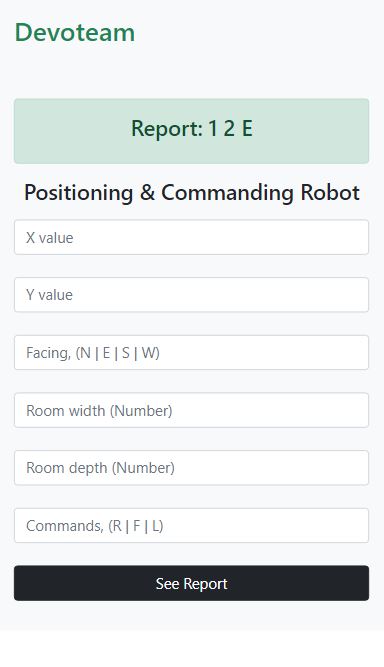 Devoteam
Report: 1 2 E
Positioning & Commanding Robot
X value
Y value
Facing, (N | E | S | W)
Room width (Number)
Room depth (Number)
Commands, (R | F | L)
See Report